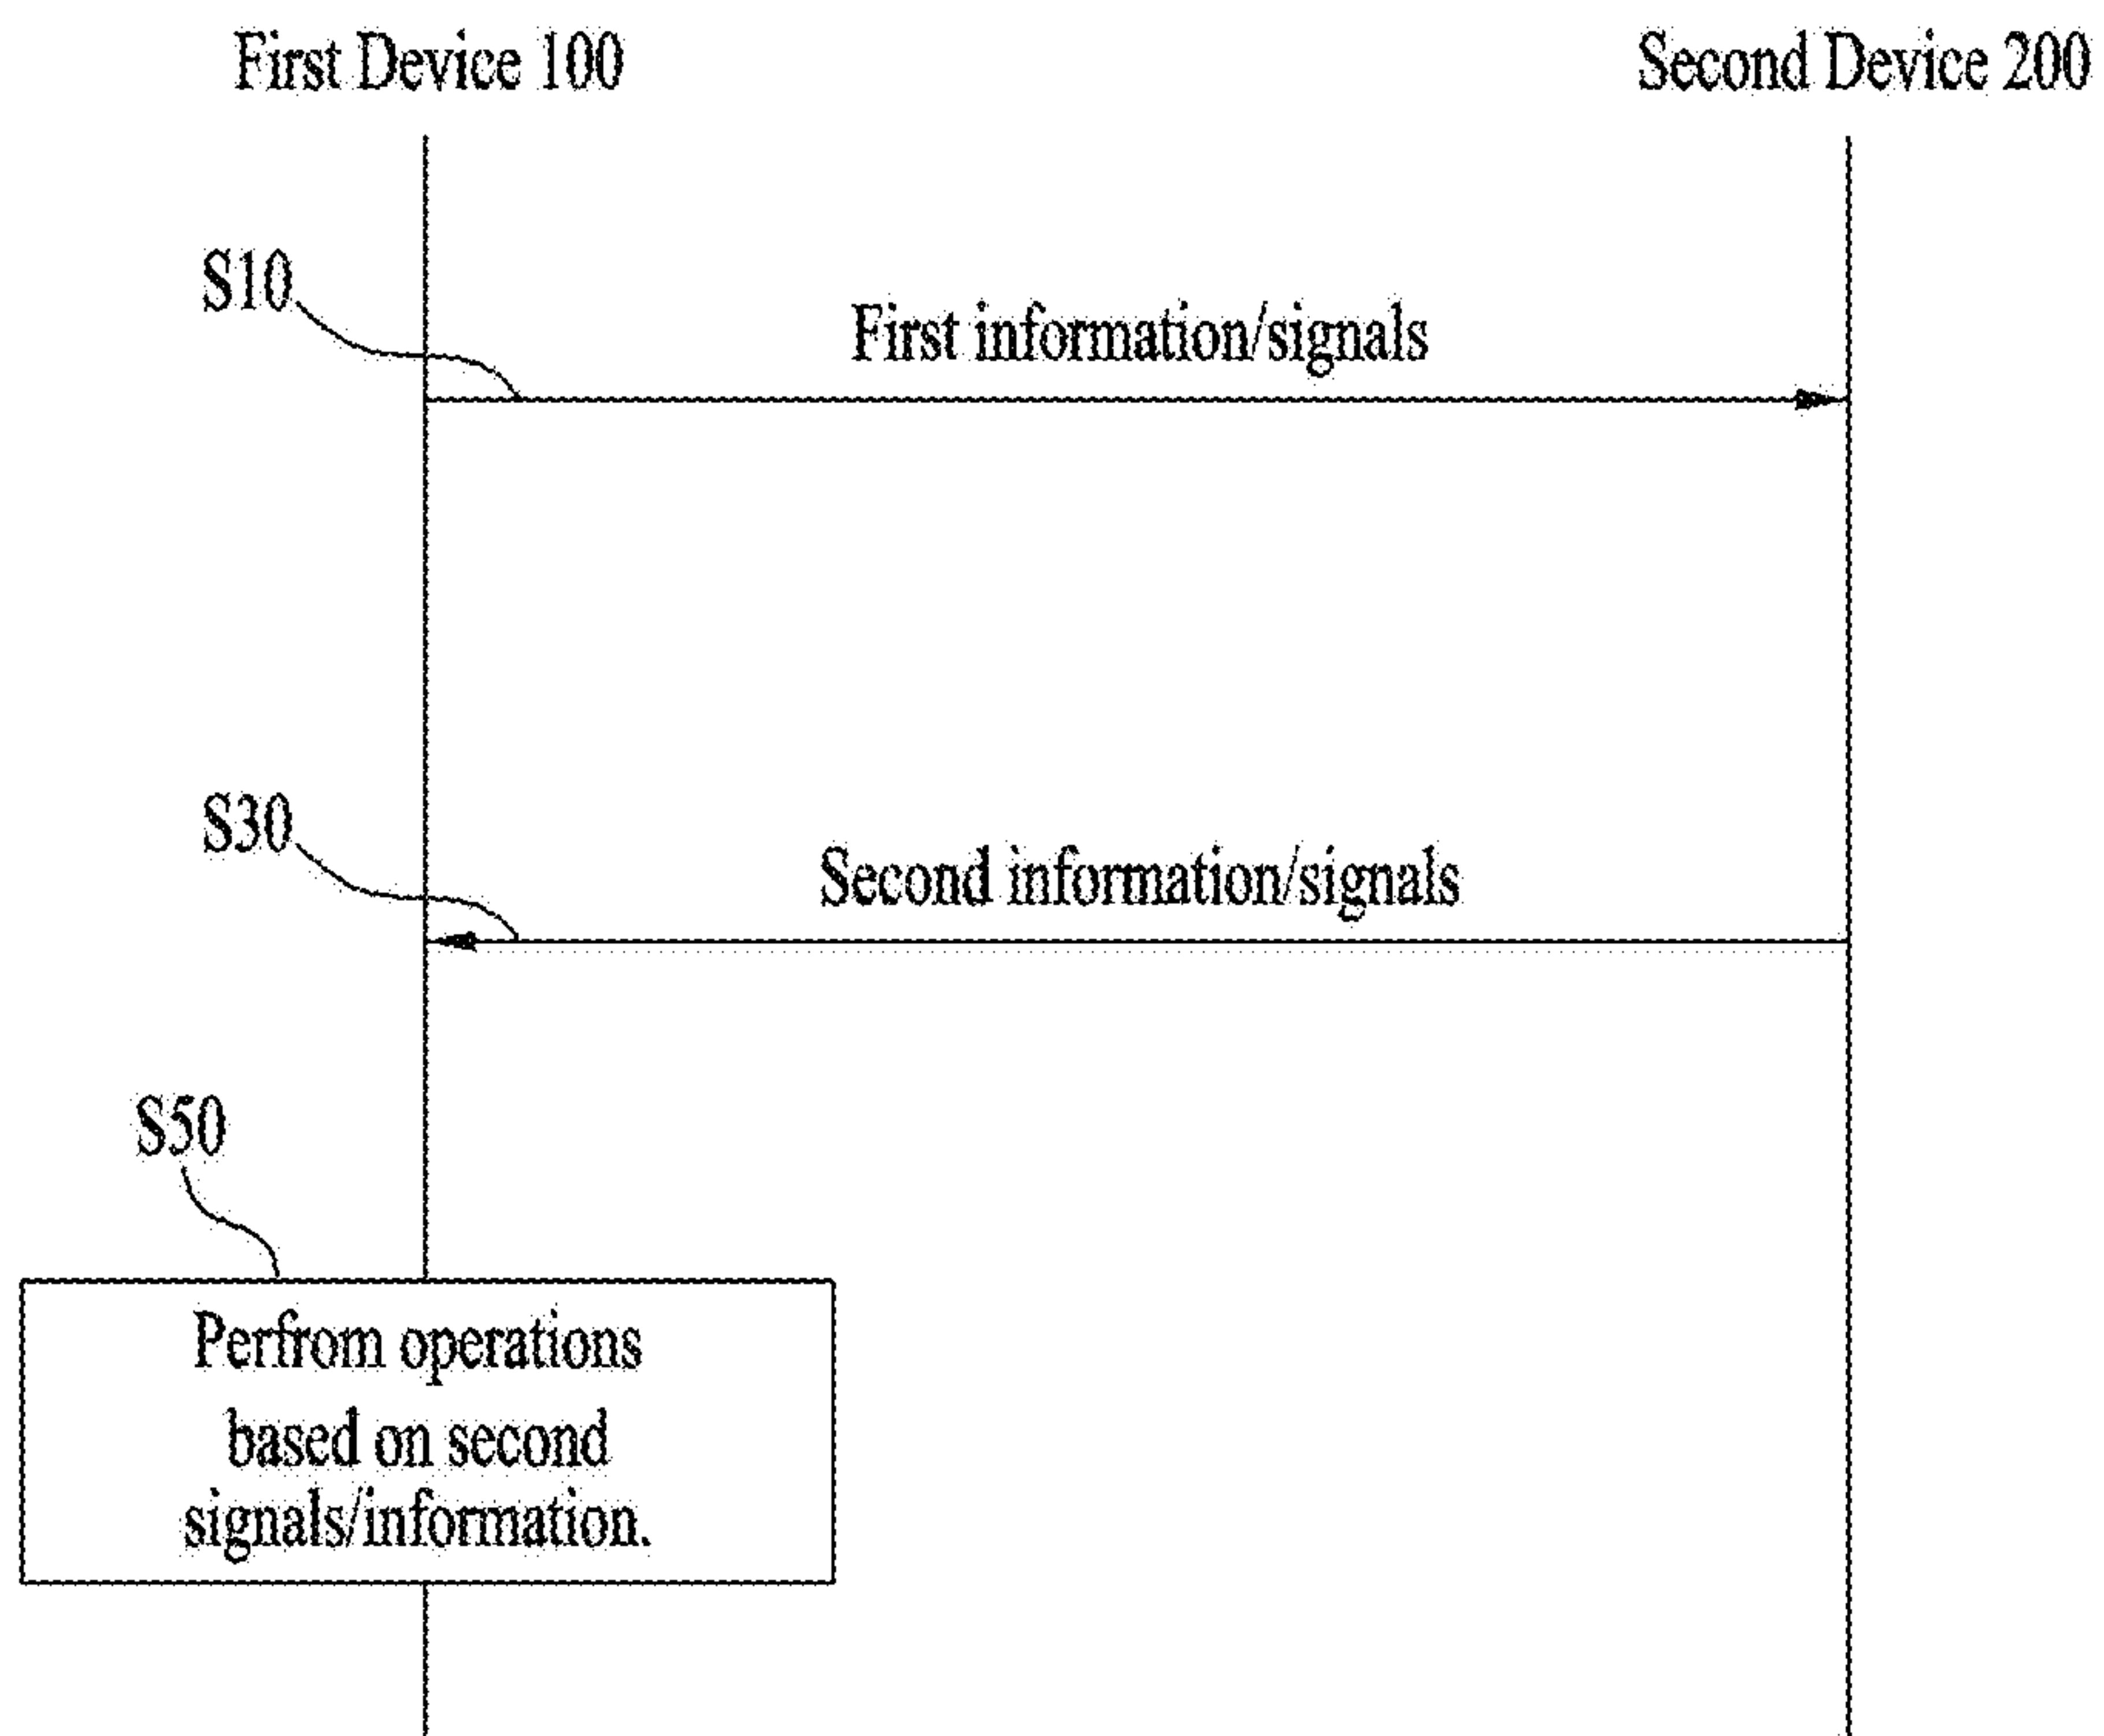 First Device 100
Second Device 200
S10
First information/signals
S30
Second information/signals
S50
Perfrom operations
based on second
signals/information.